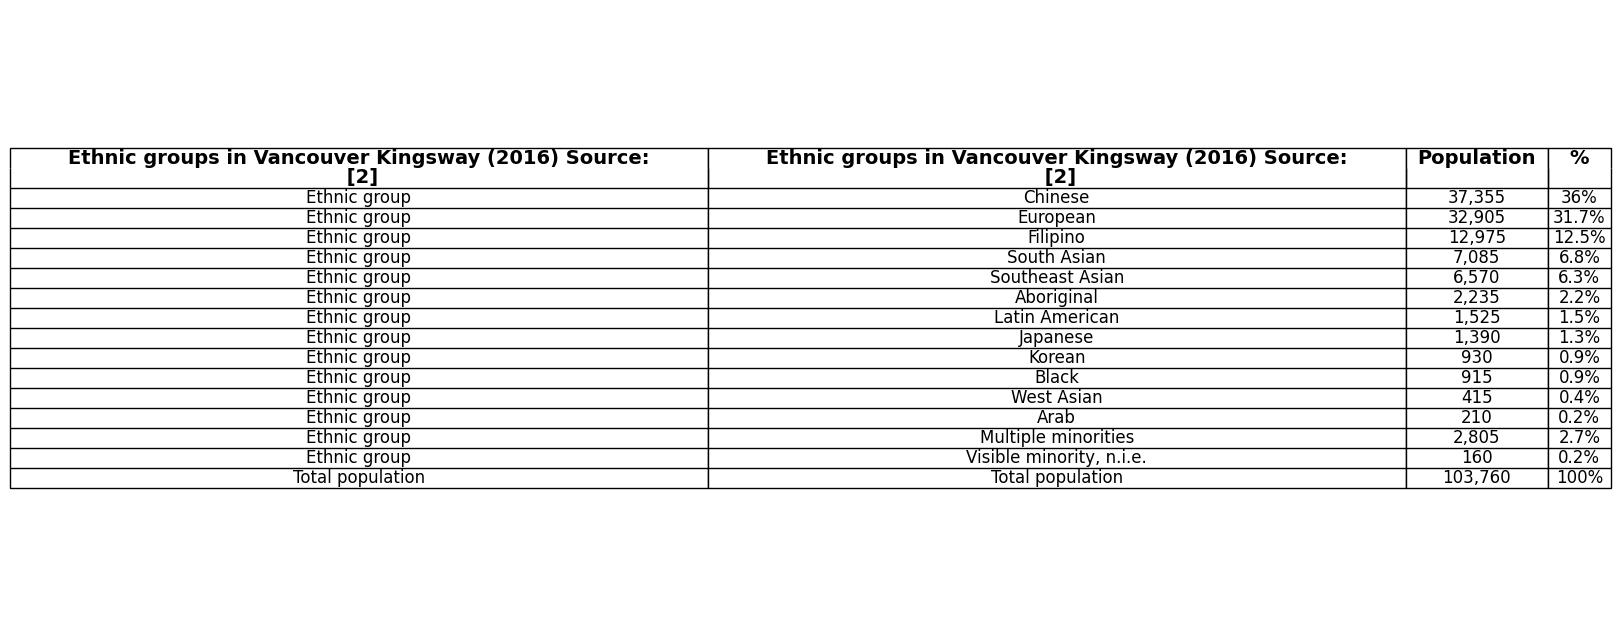 Ethnic groups in Vancouver Kingsway (2016) Source: Ethnic groups in Vancouver Kingsway (2016) Source: Population %
[2] [2]
Ethnic group Chinese 37,355 36%
Ethnic group European 32,905 31.7%
Ethnic group Filipino 12,975 12.5%
Ethnic group South Asian 7,085 6.8%
Ethnic group Southeast Asian 6,570 6.3%
Ethnic group Aboriginal 2,235 2.2%
Ethnic group Latin American 1,525 1.5%
Ethnic group Japanese 1,390 1.3%
Ethnic group Korean 930 0.9%
Ethnic group Black 915 0.9%
Ethnic group West Asian 415 0.4%
Ethnic group Arab 210 0.2%
Ethnic group Multiple minorities 2,805 2.7%
Ethnic group Visible minority, n.i.e. 160 0.2%
Total population Total population 103,760 100%